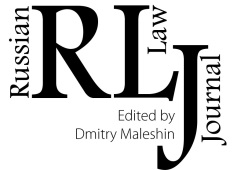 Russian
RLJ
Law
Journal
Edited by
Dmitry Maleshin